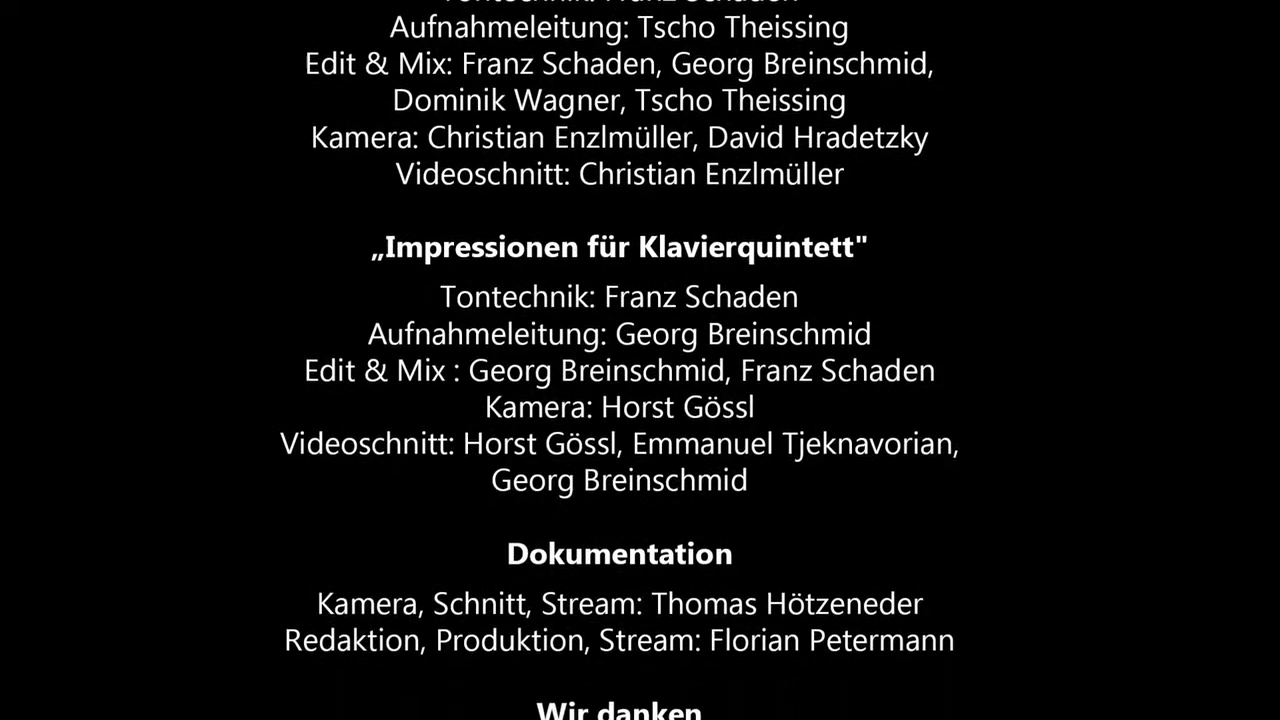 Tontechnik: Franz Schaden
Aufnahmeleitung: Tscho Theissing
Edit & Mix: Franz Schaden, Georg Breinschmid,
Dominik Wagner, Tscho Theissing
Kamera: Christian Enzlmüller, David Hradetzky
Videoschnitt: Christian Enzlmüller
„Impressionen für Klavierquintett"
Tontechnik: Franz Schaden
Aufnahmeleitung: Georg Breinschmid
Edit & Mix : Georg Breinschmid, Franz Schaden
Kamera: Horst Gössl
Videoschnitt: Horst Gössl, Emmanuel Tjeknavorian,
Georg Breinschmid
Dokumentation
Kamera, Schnitt, Stream: Thomas Hötzeneder
Redaktion, Produktion, Stream: Florian Petermann
Wir danken